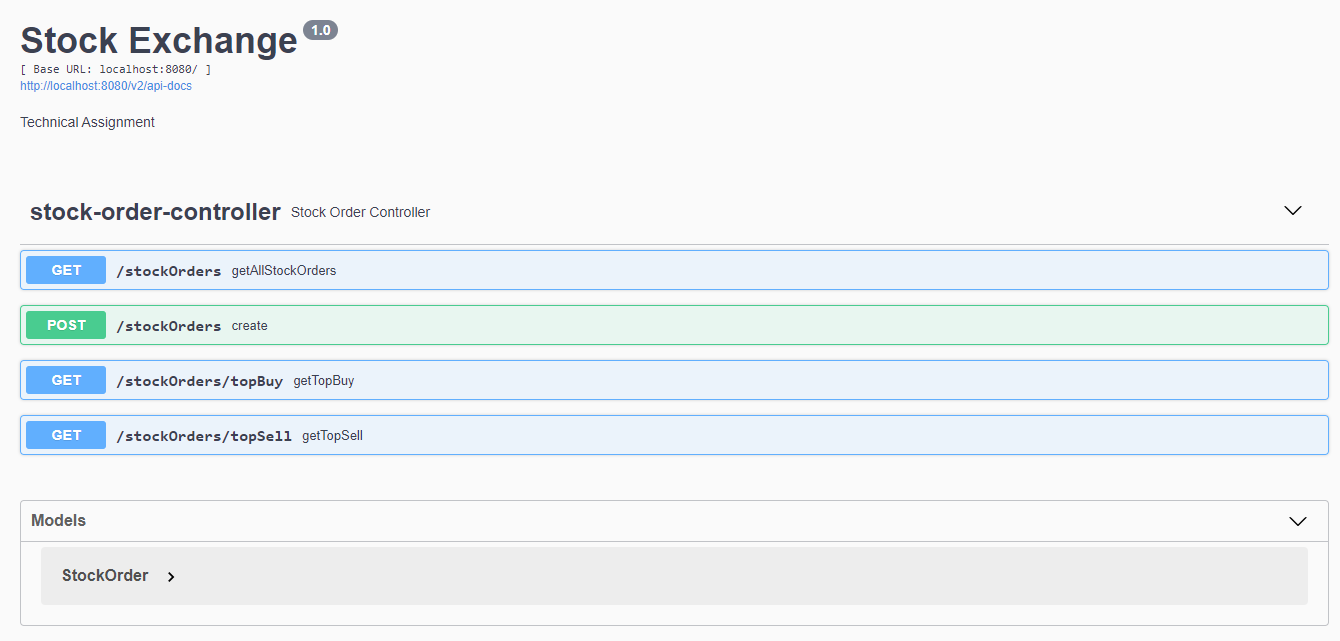 Stock Exchange 1.0
[ Base URL: localhost:8080/ ]
http://localhost:8080/v2/api-docs
Technical Assignment
stock-order-controller Stock Order Controller
GET /stockOrders getAllStockOrders
POST /stockOrders create
GET /stockOrders/topBuy getTopBuy
GET /stockOrders/topSell getTopSell
Models
StockOrder